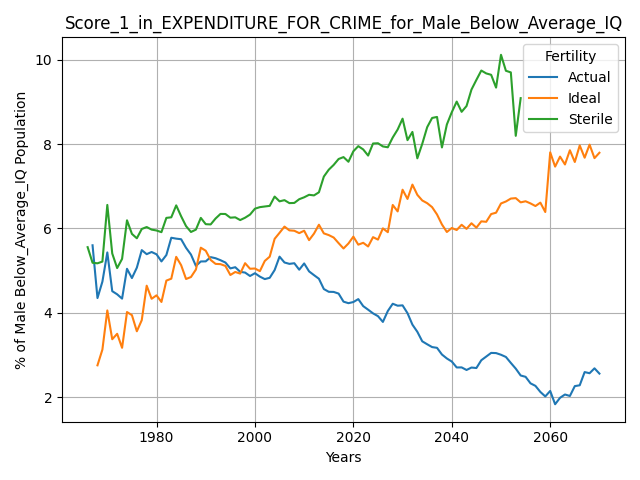 Score_1_in_EXPENDITURE_FOR_CRIME_for_Male_Below_Average_IQ
% of Male Below_Average_IQ Population
10
8
6
4
2
Fertility
Actual
Ideal
Sterile
1980 2000 2020 2040 2060
Years